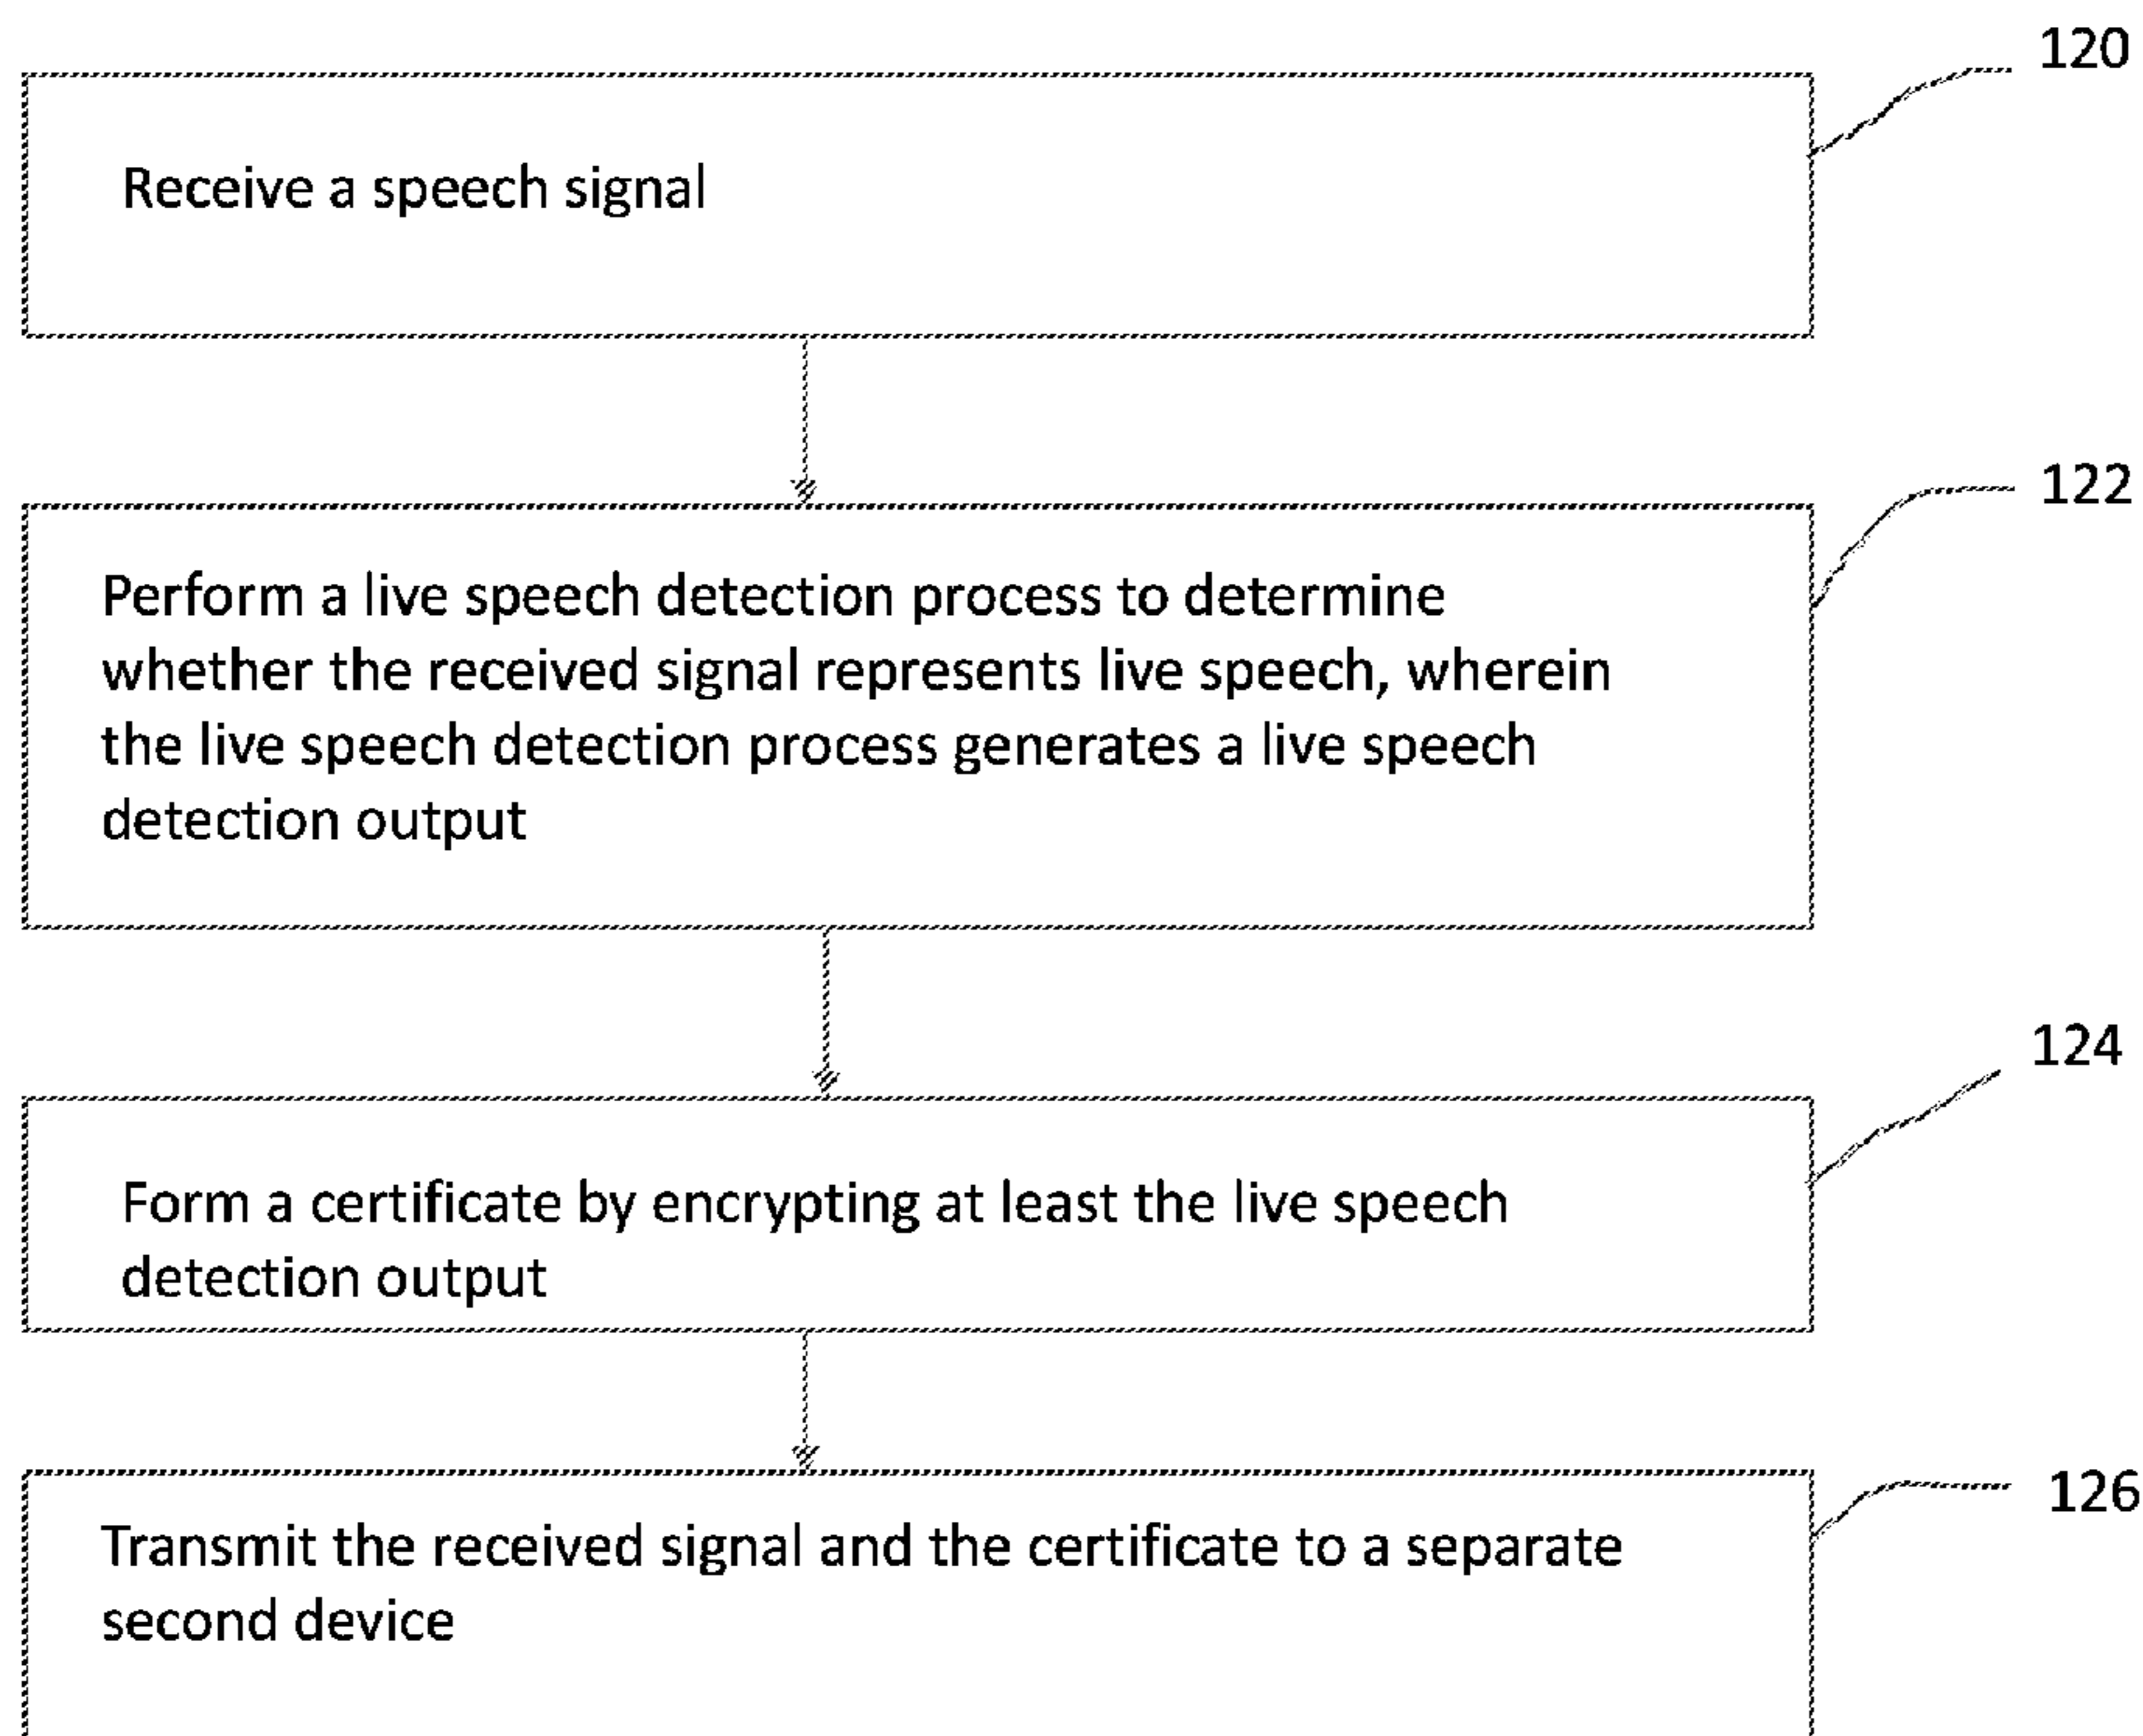 120
Receive a speech signal
122
Perform a live speech detection process to determine
whether the received signal represents live speech, wherein
the live speech detection process generates a live speech
detection output
124
Form a certificate by encrypting at least the live speech
detection output
126
Transmit the received signal and the certificate to a separate
second device